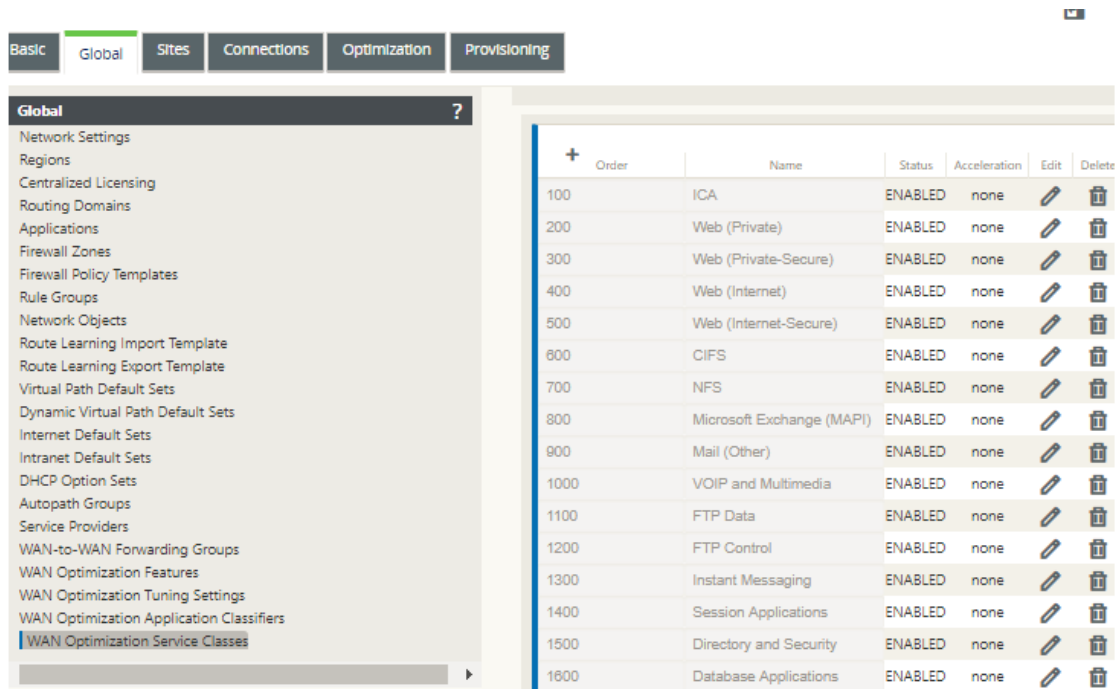 Basic
Global
Sites
Connections
Optimization
Provisioning
Global ?
Network Settings
Regions
Centralized Licensing
Routing Domains
Applications
Firewall Zones
Firewall Policy Templates
Rule Groups
Network Objects
Route Learning Import Template
Route Learning Export Template
Virtual Path Default Sets
Dynamic Virtual Path Default Sets
Internet Default Sets
Intranet Default Sets
DHCP Option Sets
Autopath Groups
Service Providers
WAN-to-WAN Forwarding Groups
WAN Optimization Features
WAN Optimization Tuning Settings
WAN Optimization Application Classifiers
WAN Optimization Service Classes
+ Order Name Status Acceleration Edit Delete
100 ICA ENABLED none
200 Web (Private) ENABLED none
300 Web (Private-Secure) ENABLED none
400 Web (Internet) ENABLED none
500 Web (Internet-Secure) ENABLED none
600 CIFS ENABLED none
700 NFS ENABLED none
800 Microsoft Exchange (MAPI) ENABLED none
900 Mail (Other) ENABLED none
1000 VOIP and Multimedia ENABLED none
1100 FTP Data ENABLED none
1200 FTP Control ENABLED none
1300 Instant Messaging ENABLED none
1400 Session Applications ENABLED none
1500 Directory and Security ENABLED none
1600 Database Applications ENABLED none